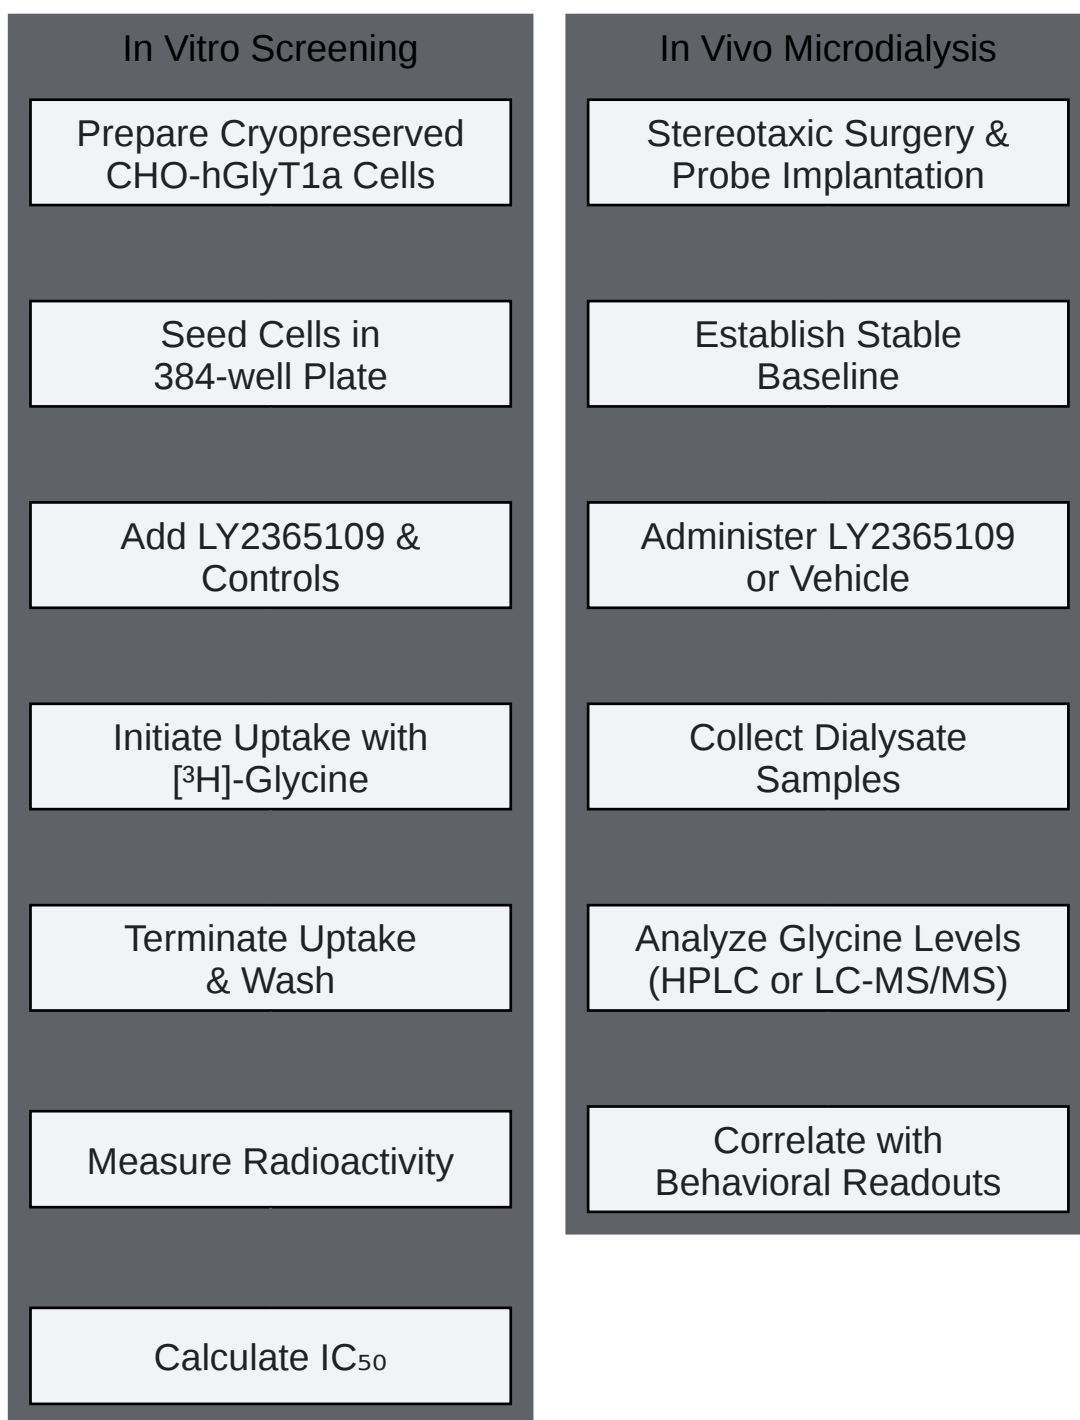 In Vitro Screening
Prepare Cryopreserved
CHO-hGlyT1a Cells
Seed Cells in
384-well Plate
Add LY2365109 &
Controls
Initiate Uptake with
[³H]-Glycine
Terminate Uptake
& Wash
Measure Radioactivity
Calculate IC₅₀
In Vivo Microdialysis
Stereotaxic Surgery &
Probe Implantation
Establish Stable
Baseline
Administer LY2365109
or Vehicle
Collect Dialysate
Samples
Analyze Glycine Levels
(HPLC or LC-MS/MS)
Correlate with
Behavioral Readouts